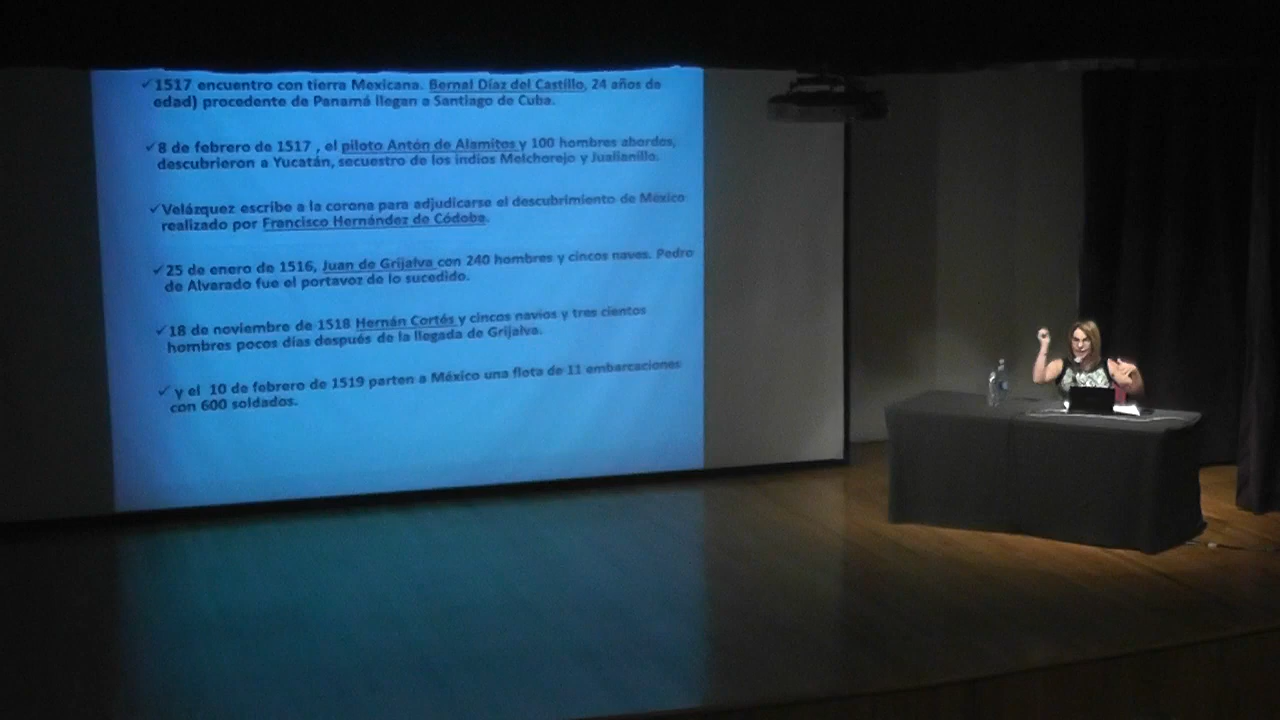 ✓1517 encuentro con tierra Mexicana. Bernal Díaz del Castillo, 24 años de
edad) procedente de Panamá llegan a Santiago de Cuba.
✓8 de febrero de 1517 , el piloto Antón de Alamitos y 100 hombres abordos,
descubrieron a Yucatán, secuestro de los indios Melchorejo y Juailanillo.
✓Velázquez escribe a la corona para adjudicarse el descubrimiento de México
realizado por Francisco Hernández de Códoba.
✓25 de enero de 1516, Juan de Grijalva con 240 hombres y cincos naves. Pedro
de Alvarado fue el portavoz de lo sucedido.
✓18 de noviembre de 1518 Hernán Cortés y cincos navios y tres cientos
hombres pocos días después de la llegada de Grijalva.
✓ y el 10 de febrero de 1519 parten a México una flota de 11 embarcaciones
con 600 soldados.